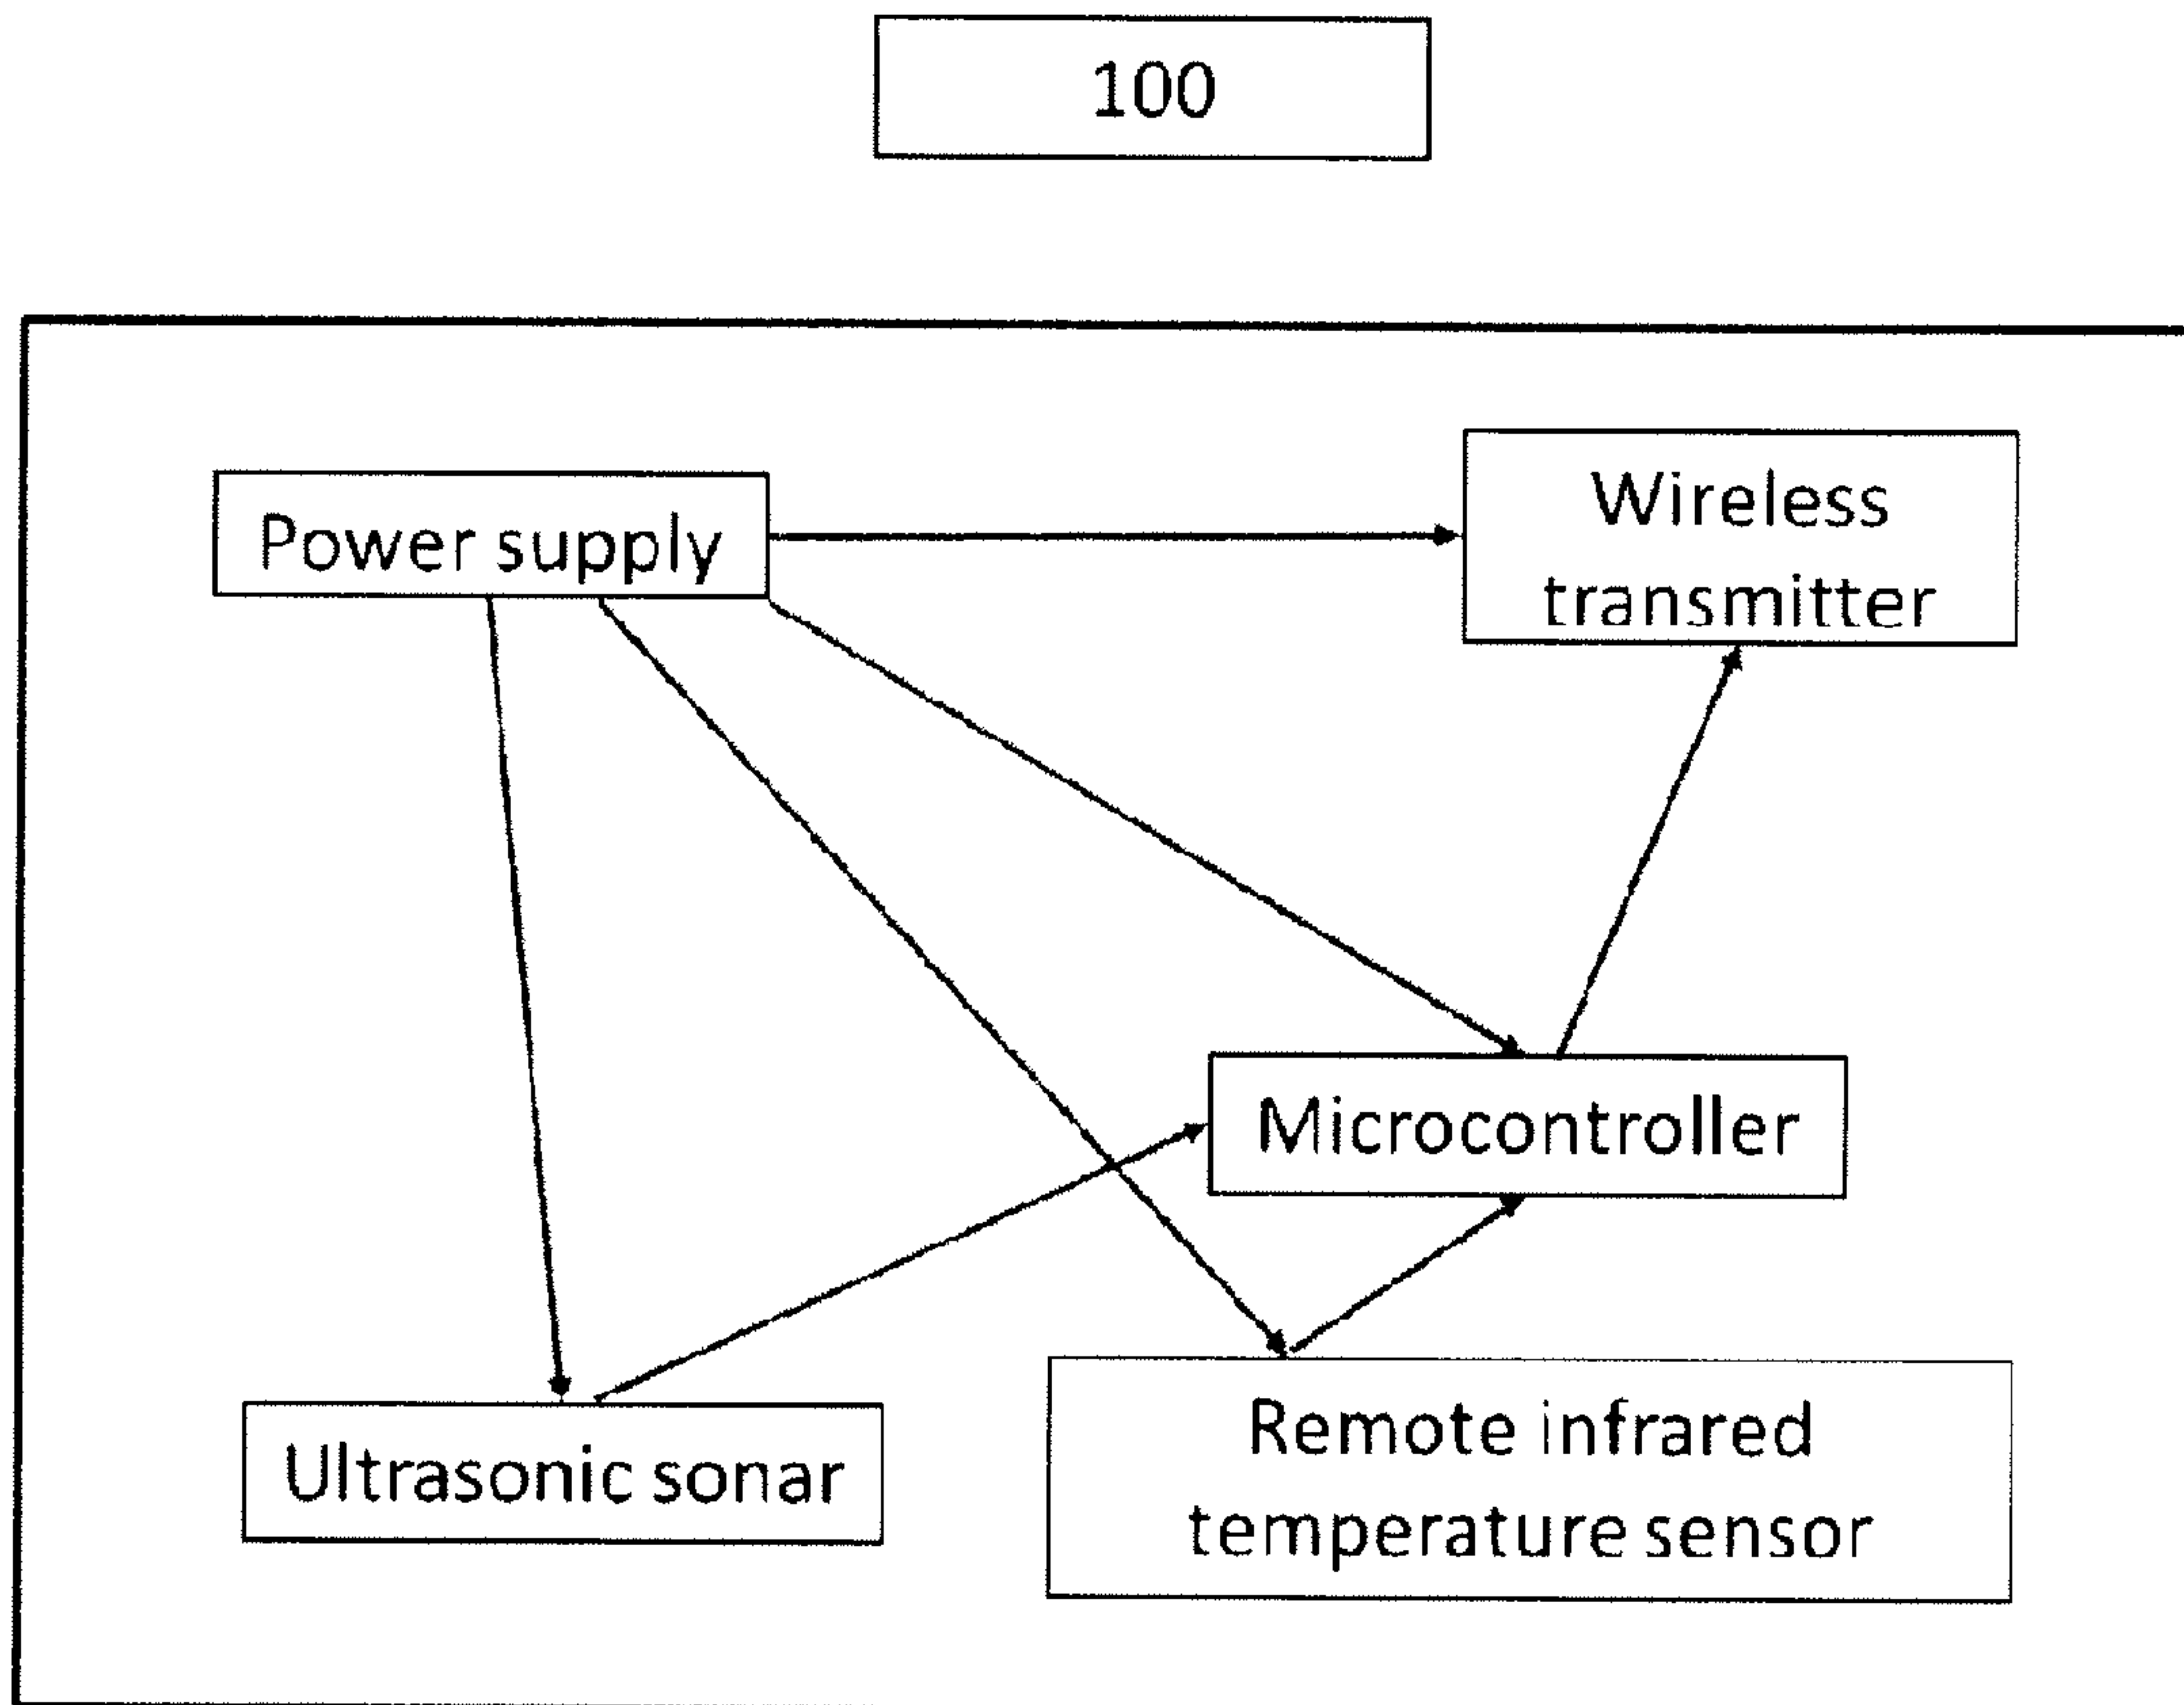 100
Power supply
Wireless
transmitter
Microcontroller
Ultrasonic sonar
Remote infrared
temperature sensor